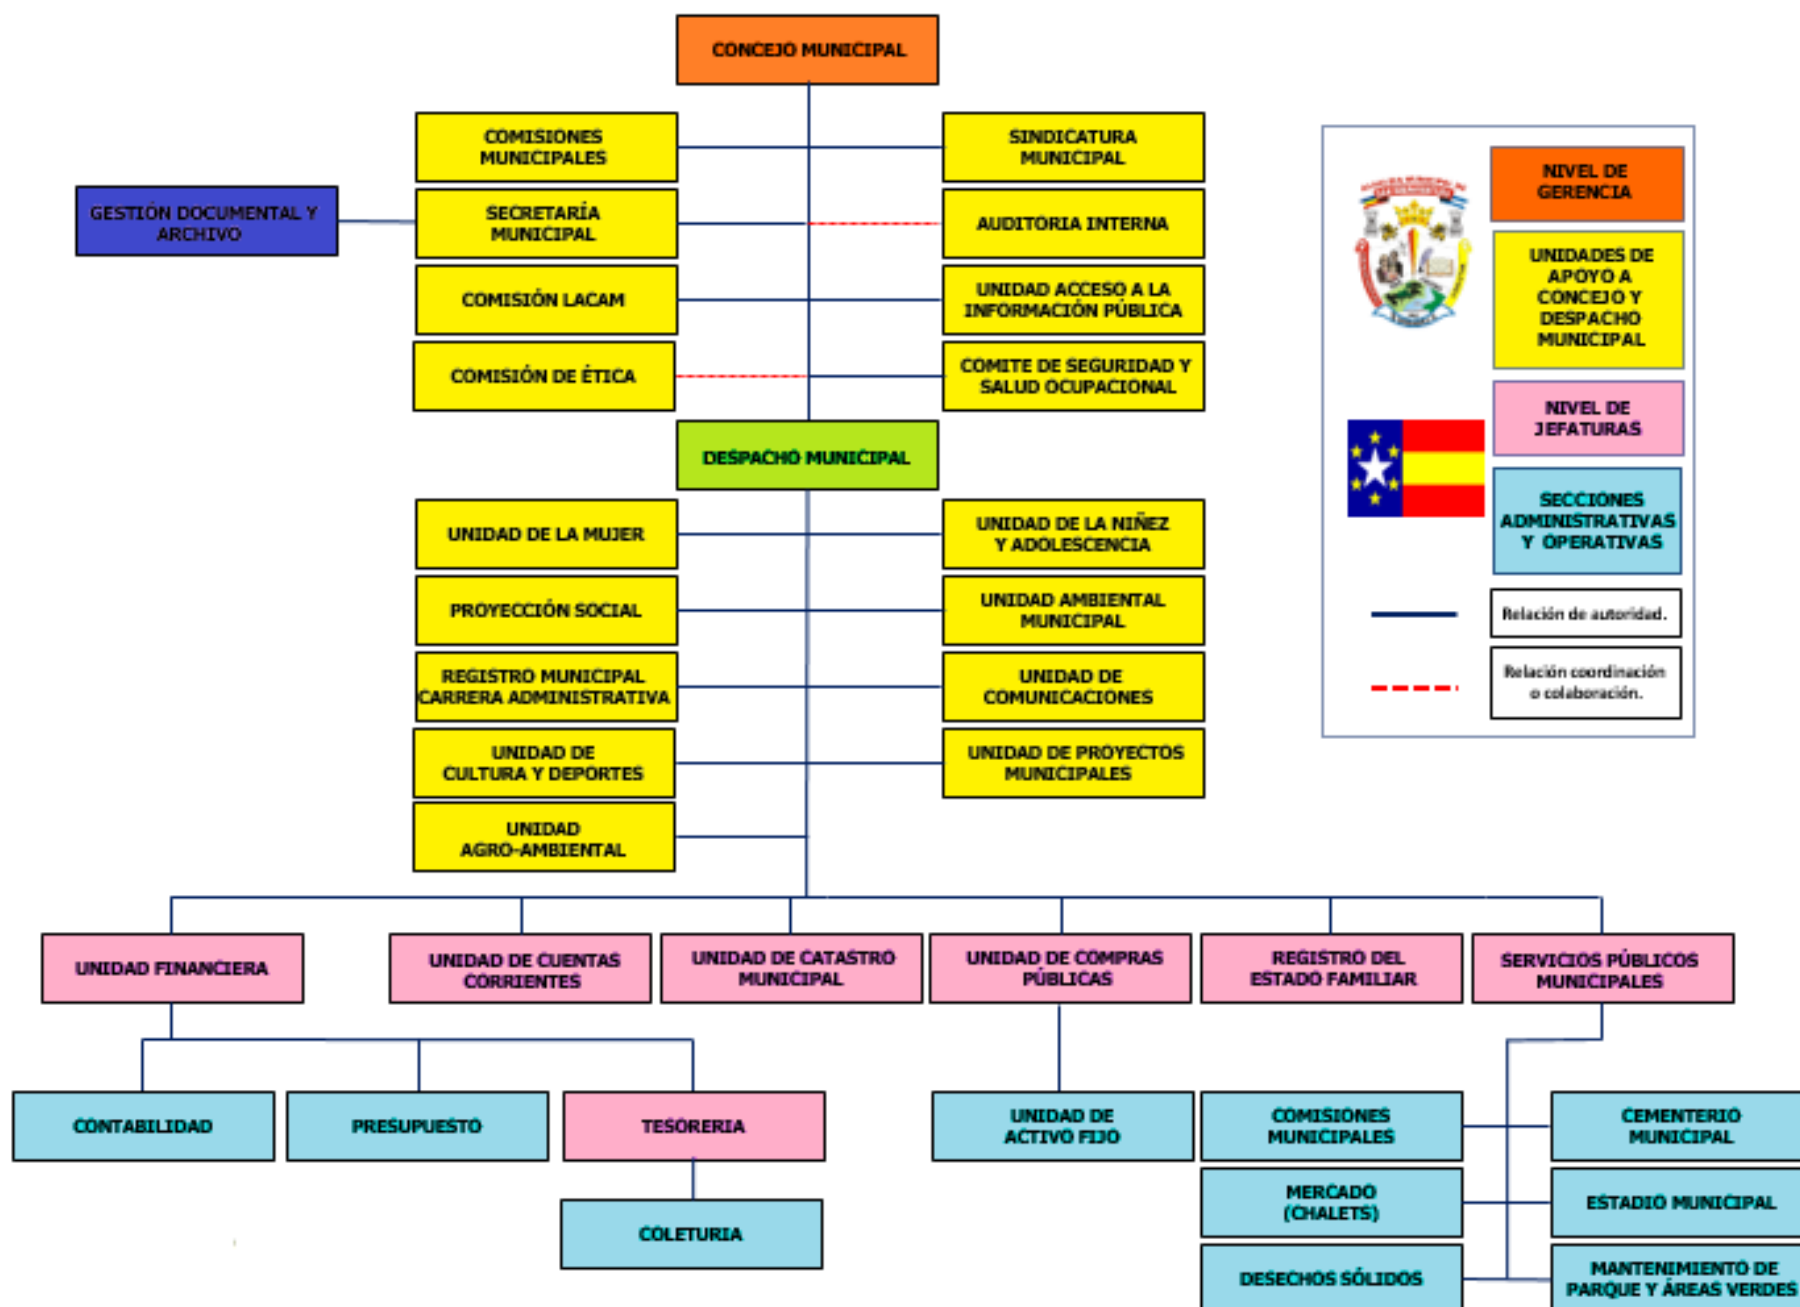 CONCEJO MUNICIPAL
COMISIONES
MUNICIPALES
SINDICATURA
MUNICIPAL
GESTIÓN DOCUMENTAL Y
ARCHIVO
SECRETARÍA
MUNICIPAL
AUDITORIA INTERNA
COMISIÓN LACAM
UNIDAD ACCESO A LA
INFORMACIÓN PÚBLICA
COMISIÓN DE ÉTICA
COMITE DE SEGURIDAD Y
SALUD OCUPACIONAL
DESPACHO MUNICIPAL
UNIDAD DE LA MUJER
UNIDAD DE LA NIÑEZ
Y ADOLESCENCIA
PROYECCIÓN SOCIAL
UNIDAD AMBIENTAL
MUNICIPAL
REGISTRO MUNICIPAL
CARRERA ADMINISTRATIVA
UNIDAD DE
COMUNICACIONES
UNIDAD DE
CULTURA Y DEPORTES
UNIDAD DE PROYECTOS
MUNICIPALES
UNIDAD
AGRO-AMBIENTAL
NIVEL DE
GERENCIA
UNIDADES DE
APOYO A
CONCEJO Y
DESPACHO
MUNICIPAL
NIVEL DE
JEFATURAS
SECCIONES
ADMINISTRATIVAS
Y OPERATIVAS
Relación de autoridad.
Relación coordinación
o colaboración.
UNIDAD FINANCIERA
UNIDAD DE CUENTAS
CORRIENTES
UNIDAD DE CATASTRO
MUNICIPAL
UNIDAD DE COMPRAS
PÚBLICAS
REGISTRO DEL
ESTADO FAMILIAR
SERVICIOS PÚBLICOS
MUNICIPALES
CONTABILIDAD
PRESUPUESTO
TESORERIA
UNIDAD DE
ACTIVO FIJO
COMISIONES
MUNICIPALES
CEMENTERIO
MUNICIPAL
MERCADO
(CHALETS)
ESTADIO MUNICIPAL
COLETURIA
DESECHOS SÓLIDOS
MANTENIMIENTO DE
PARQUE Y ÁREAS VERDES